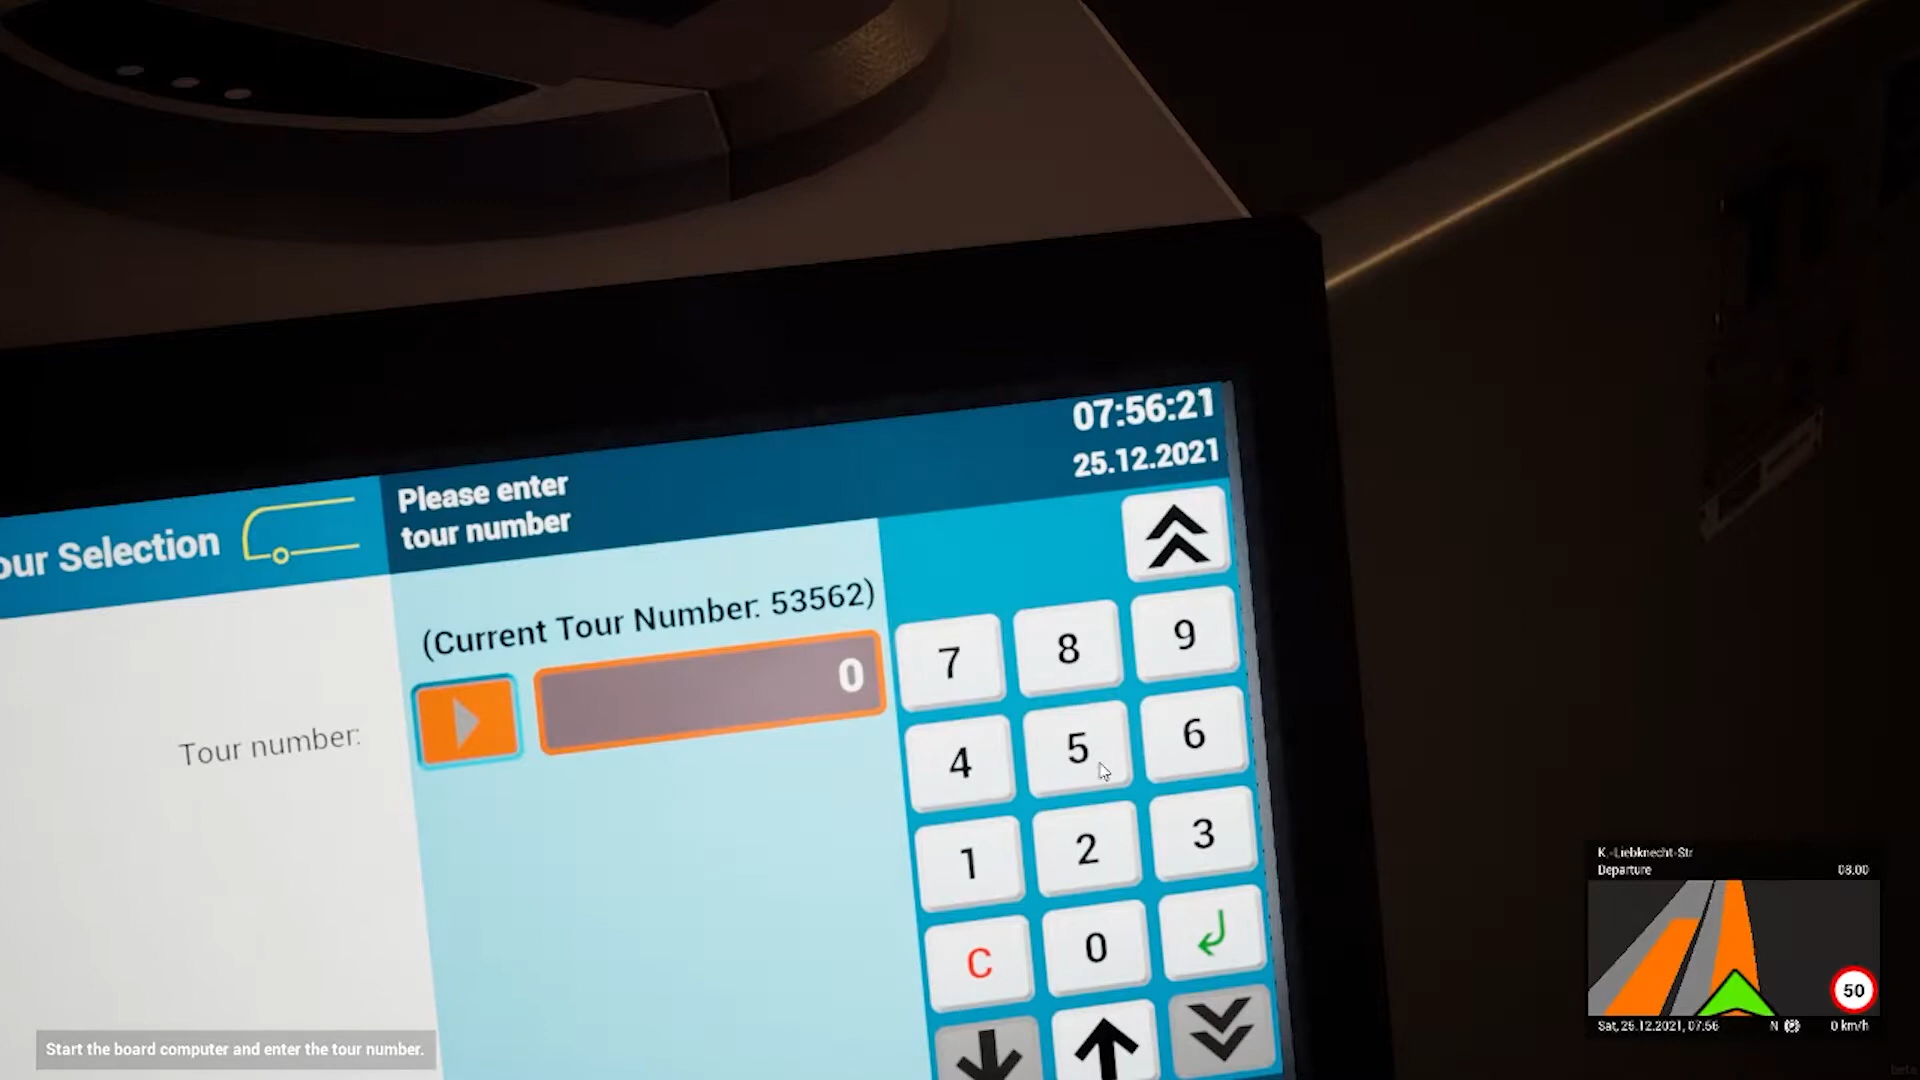 07:56:21
25.12.2021
Please enter
tour number
our Selection
(Current Tour Number: 53562)
0
Tour number:
7 8 9
4 5 6
1 2 3
C 0
K.-Liebknecht-Str
Departure 08:00
50
Sat, 25.12.2021, 07:56 N 0 km/h
Start the board computer and enter the tour number.
beta